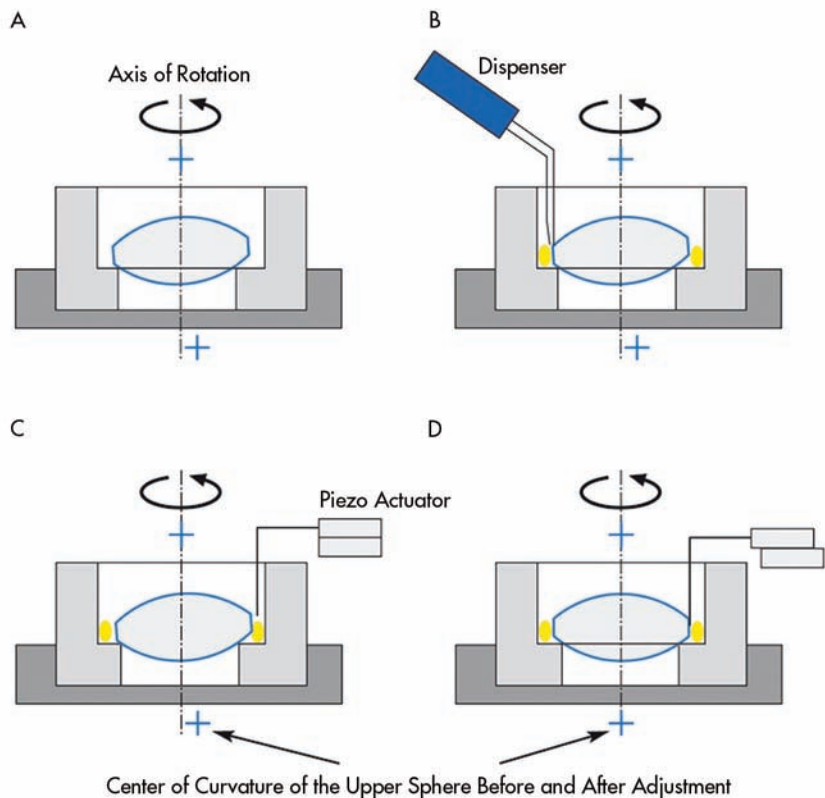 A
B
Axis of Rotation
Dispenser
C
D
Piezo Actuator
Center of Curvature of the Upper Sphere Before and After Adjustment